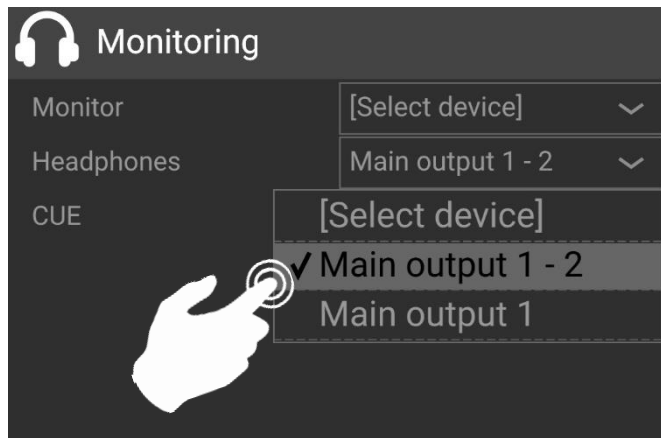 Monitoring
Monitor [Select device]
Headphones Main output 1 - 2
CUE [Select device]
✓ Main output 1 - 2
Main output 1